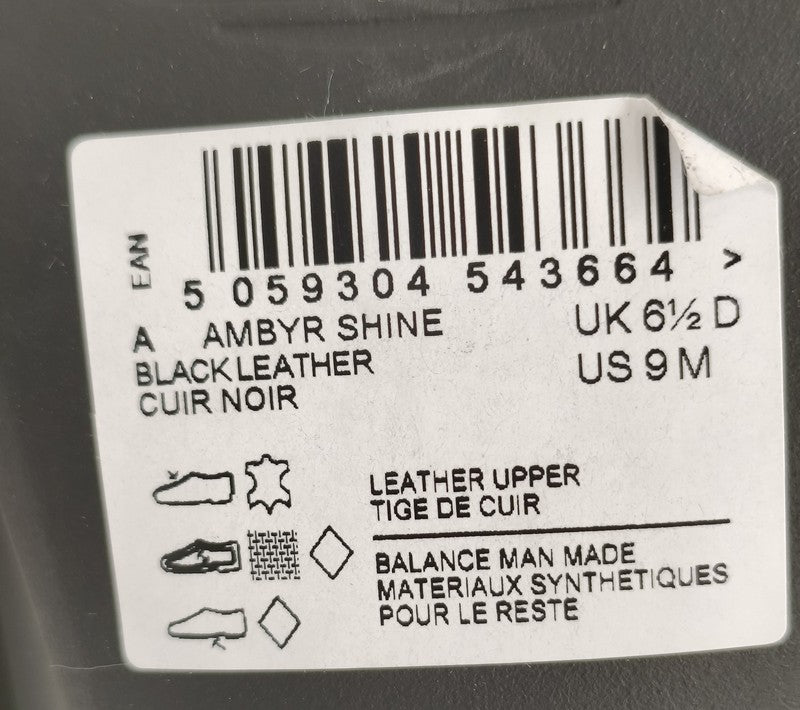 EAN
5 059304 543664 >
A AMBYR SHINE UK 6½ D
BLACK LEATHER US 9 M
CUIR NOIR
LEATHER UPPER
TIGE DE CUIR
BALANCE MAN MADE
MATERIAUX SYNTHETIQUES
POUR LE RESTE